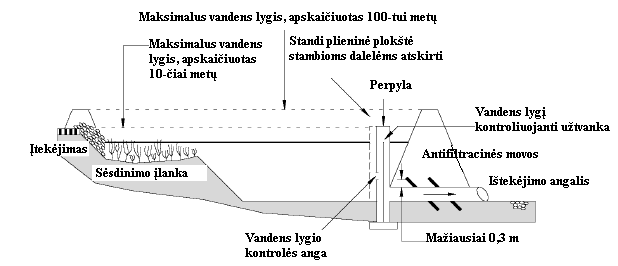 Maksimalus vandens lygis, apskaičiuotas 100-tui metų
Maksimalus vandens
lygis, apskaičiuotas
10-čiai metų
Standi plieninė plokštė
stambioms dalelėms atskirti
Perpyla
Vandens lygį
kontroliuojanti užtvanka
Įtekėjimas
Sėsdinimo įlanka
Antifiltracinės movos
Ištekėjimo angalis
Vandens lygio
kontrolės anga
Mažiausiai 0,3 m